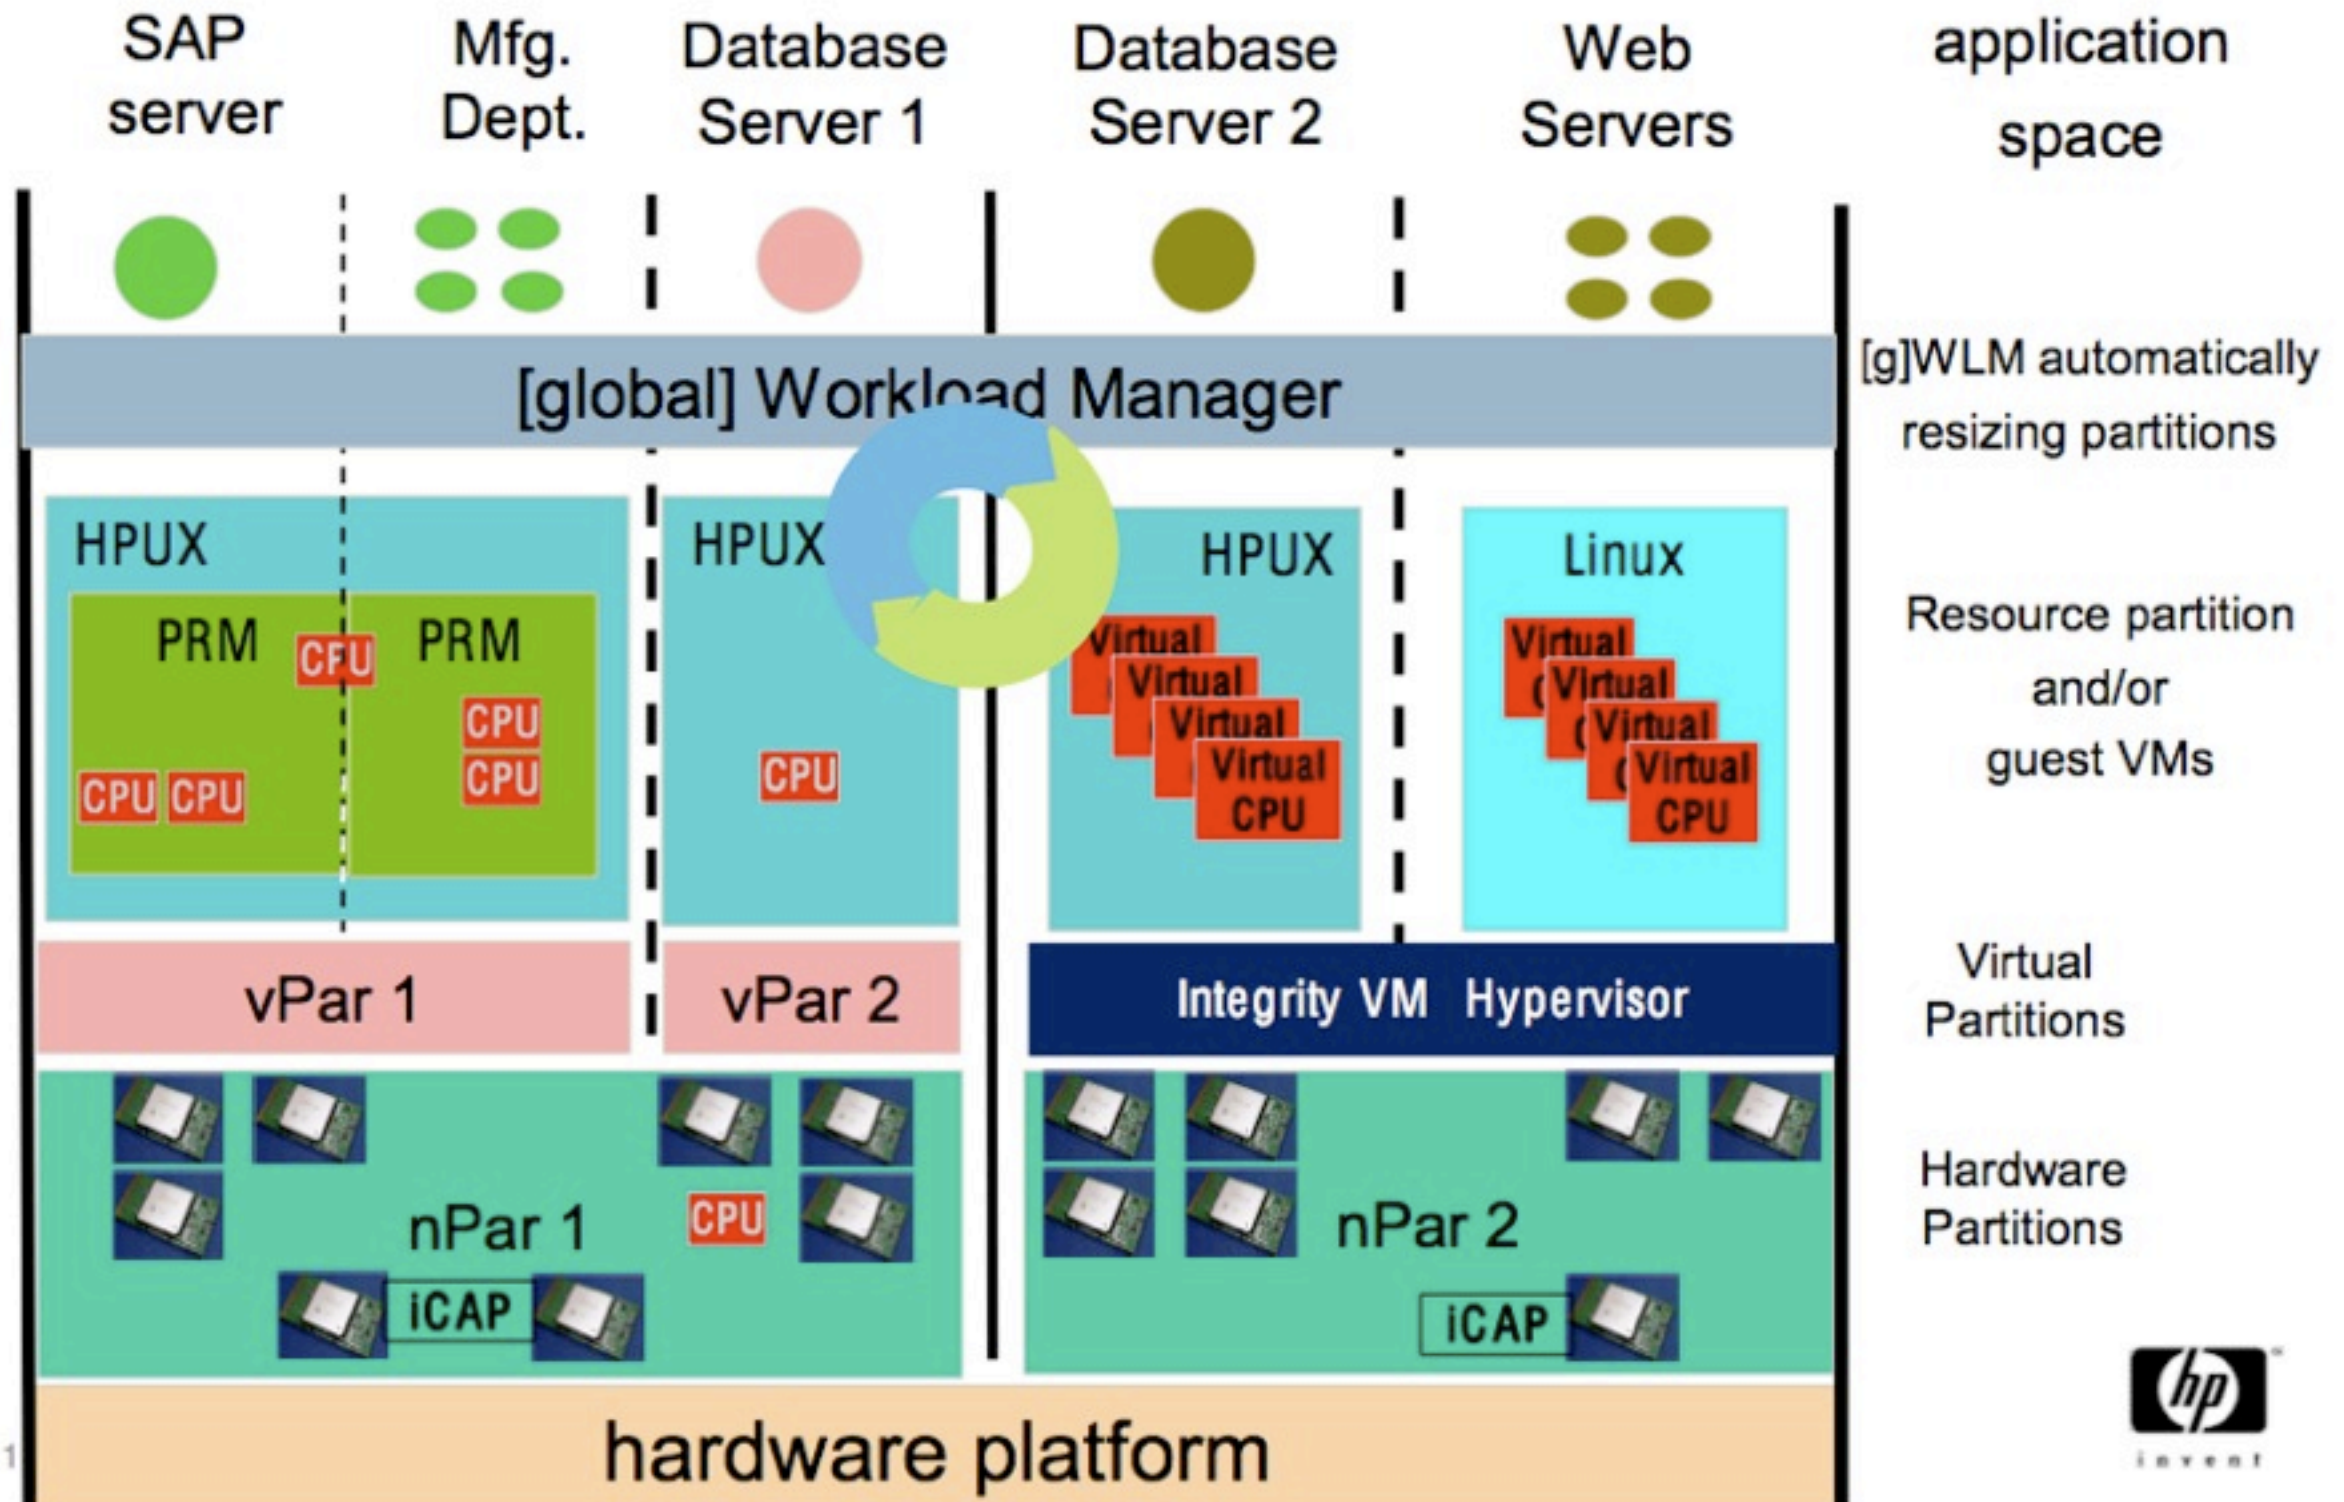 SAP
server
Mfg.
Dept.
Database
Server 1
Database
Server 2
Web
Servers
application
space
[global] Workload Manager
[g]WLM automatically
resizing partitions
HPUX
PRM
CPU
PRM
CPU
CPU
CPU
CPU
HPUX
CPU
HPUX
Virtual
Virtual
Virtual
Virtual
CPU
Linux
Virtual
Virtual
Virtual
Virtual
CPU
Resource partition
and/or
guest VMs
vPar 1
vPar 2
Integrity VM Hypervisor
Virtual
Partitions
nPar 1
CPU
iCAP
nPar 2
iCAP
Hardware
Partitions
hardware platform
hp
invent
1